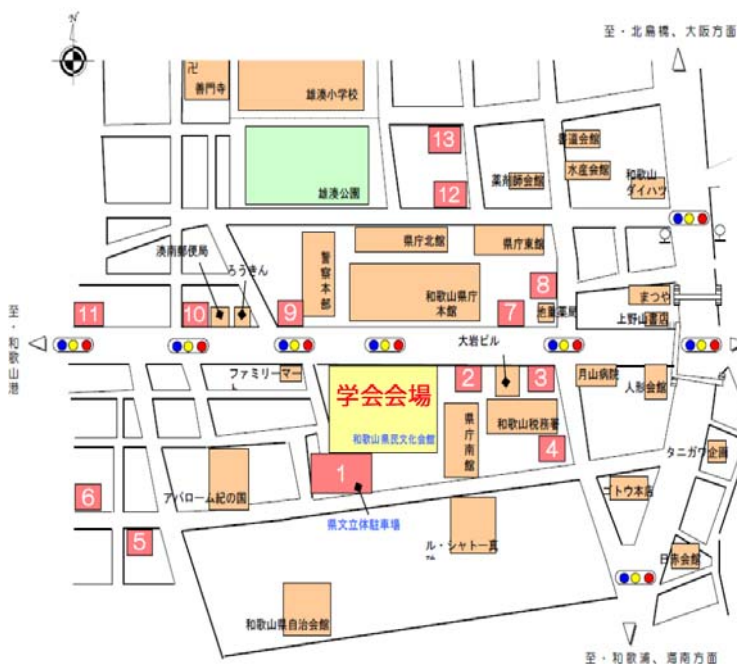 N
至・北島橋、大阪方面
卍
善門寺
雄湊小学校
13
書道会館
水産会館
和歌山
ダイハツ
薬剤師会館
12
雄湊公園
湊南郵便局
ろうきん
警察本部
県庁北館
県庁東館
和歌山県庁
本館
8
まつや
11
10
9
7
上野山書店
至・和歌山港
大岩ビル
ファミリーマート
学会会場
2
3
月山病院
人形会館
和歌山県民文化会館
県庁南館
和歌山税務署
4
タニガワ企画
1
6
アバローム紀の国
ゴトウ本店
県文立体駐車場
5
ル・シャトー真
日赤会館
和歌山県自治会館
至・和歌浦、海南方面